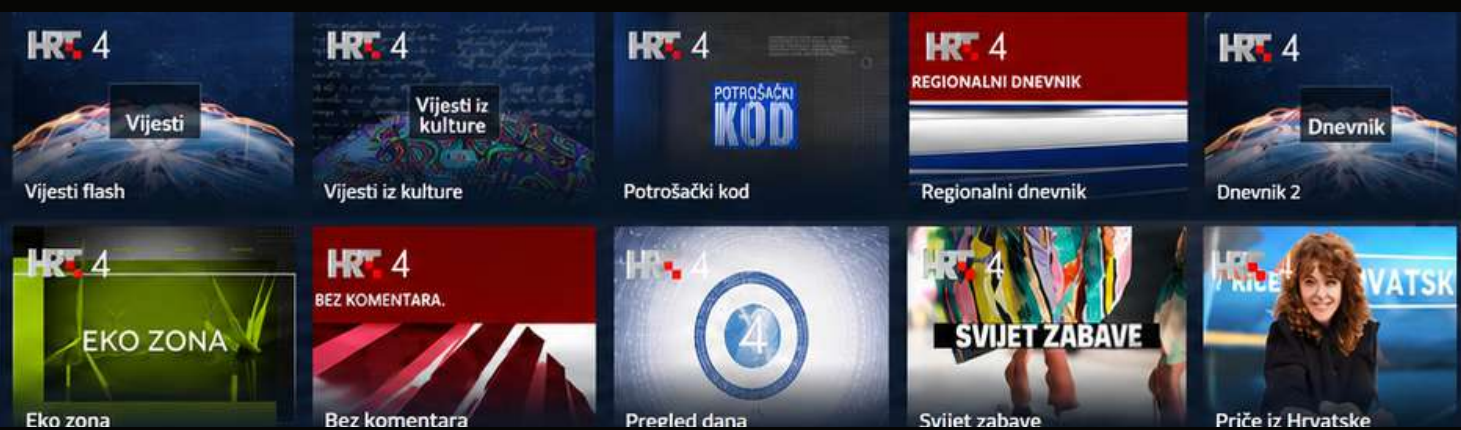 HRT 4
Vijesti
Vijesti flash
HRT 4
Vijesti iz
kulture
Vijesti iz kulture
HRT 4
POTROŠAČKI
KOD
Potrošački kod
HRT 4
REGIONALNI DNEVNIK
Regionalni dnevnik
HRT 4
Dnevnik
Dnevnik 2
HRT 4
EKO ZONA
Eko zona
HRT 4
BEZ KOMENTARA.
Bez komentara
HRT 4
4
Pregled dana
HRT 4
SVIJET ZABAVE
Svijet zabave
HRT 4
Priče iz Hrvatske